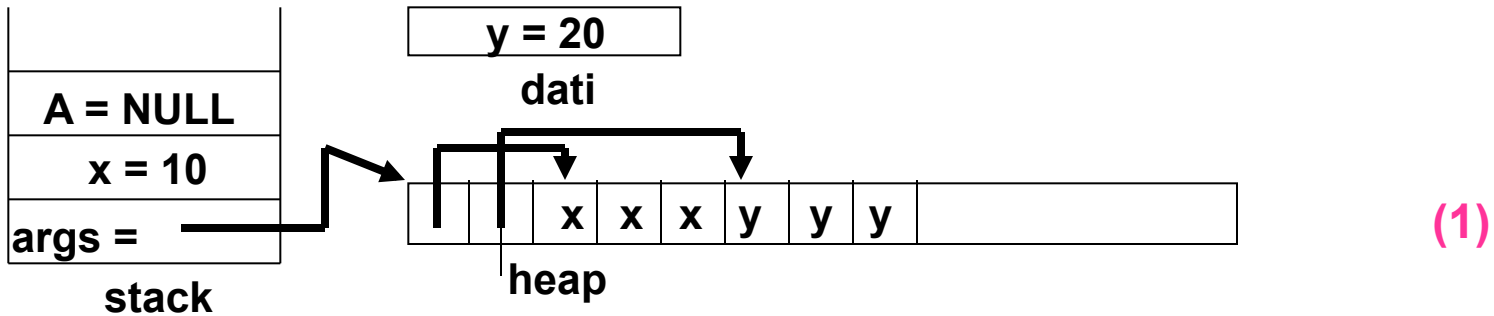 y = 20
dati
A = NULL
x = 10
args =
stack
x x x y y y
heap
(1)